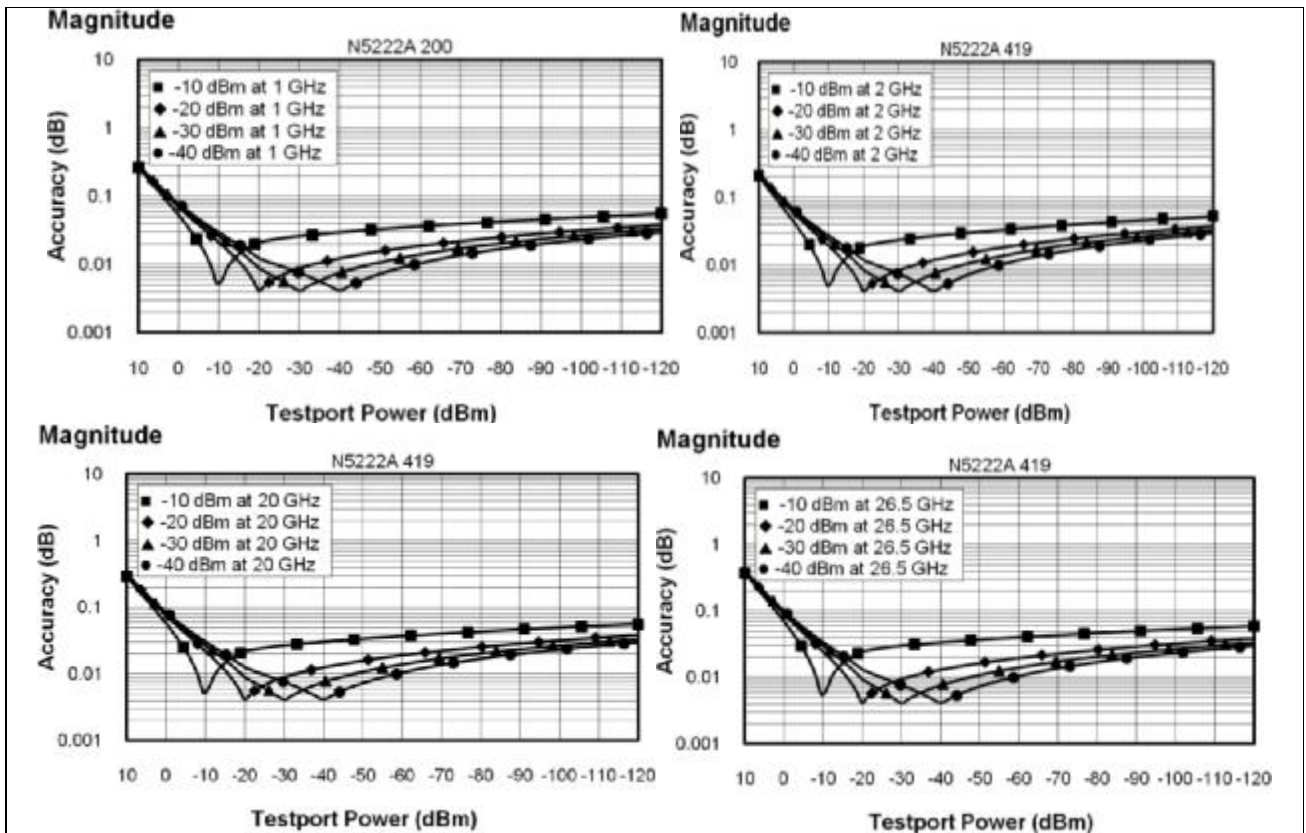 Magnitude
N5222A 200
-10 dBm at 1 GHz
-20 dBm at 1 GHz
-30 dBm at 1 GHz
-40 dBm at 1 GHz
Accuracy (dB)
10
1
0.1
0.01
0.001
10 0 -10 -20 -30 -40 -50 -60 -70 -80 -90 -100 -110 -120
Testport Power (dBm)
Magnitude
N5222A 419
-10 dBm at 2 GHz
-20 dBm at 2 GHz
-30 dBm at 2 GHz
-40 dBm at 2 GHz
Accuracy (dB)
10
1
0.1
0.01
0.001
10 0 -10 -20 -30 -40 -50 -60 -70 -80 -90 -100 -110 -120
Testport Power (dBm)
Magnitude
N5222A 419
-10 dBm at 20 GHz
-20 dBm at 20 GHz
-30 dBm at 20 GHz
-40 dBm at 20 GHz
Accuracy (dB)
10
1
0.1
0.01
0.001
10 0 -10 -20 -30 -40 -50 -60 -70 -80 -90 -100 -110 -120
Testport Power (dBm)
Magnitude
N5222A 419
-10 dBm at 26.5 GHz
-20 dBm at 26.5 GHz
-30 dBm at 26.5 GHz
-40 dBm at 26.5 GHz
Accuracy (dB)
10
1
0.1
0.01
0.001
10 0 -10 -20 -30 -40 -50 -60 -70 -80 -90 -100 -110 -120
Testport Power (dBm)